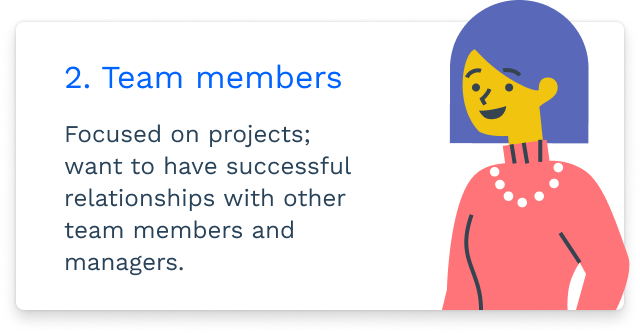 2. Team members
Focused on projects;
want to have successful
relationships with other
team members and
managers.